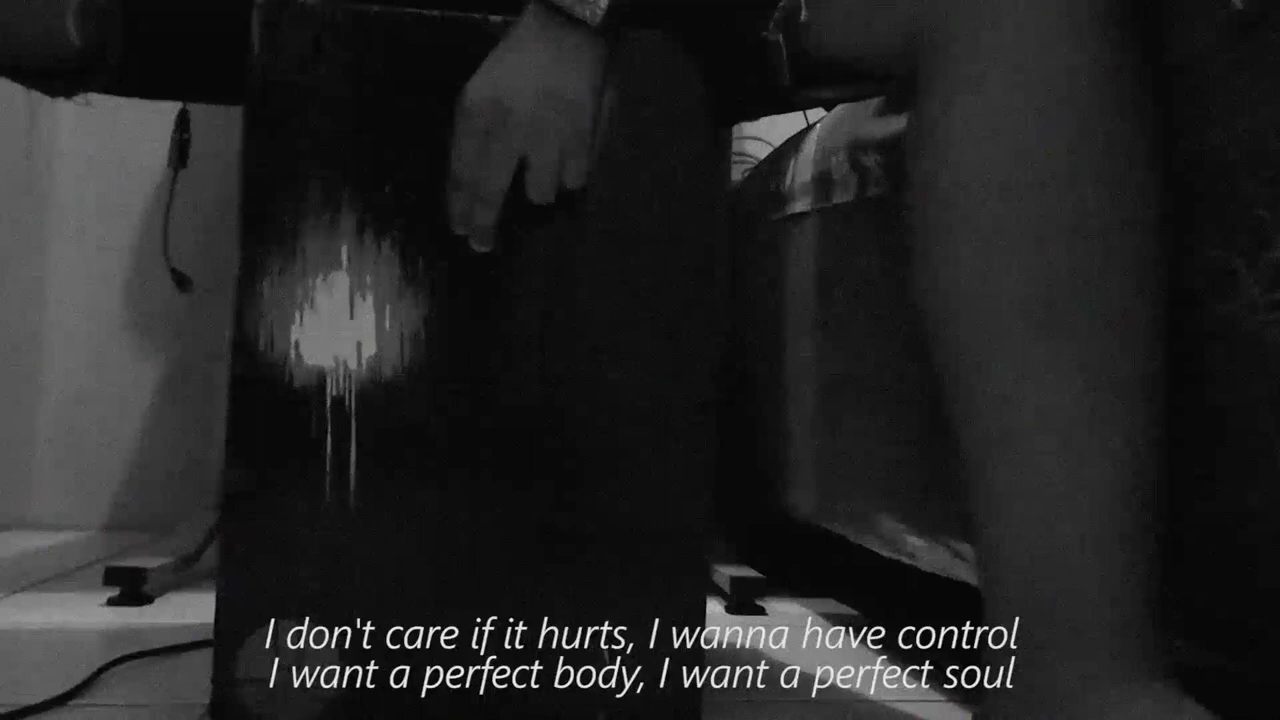 I don't care if it hurts, I wanna have control
I want a perfect body, I want a perfect soul